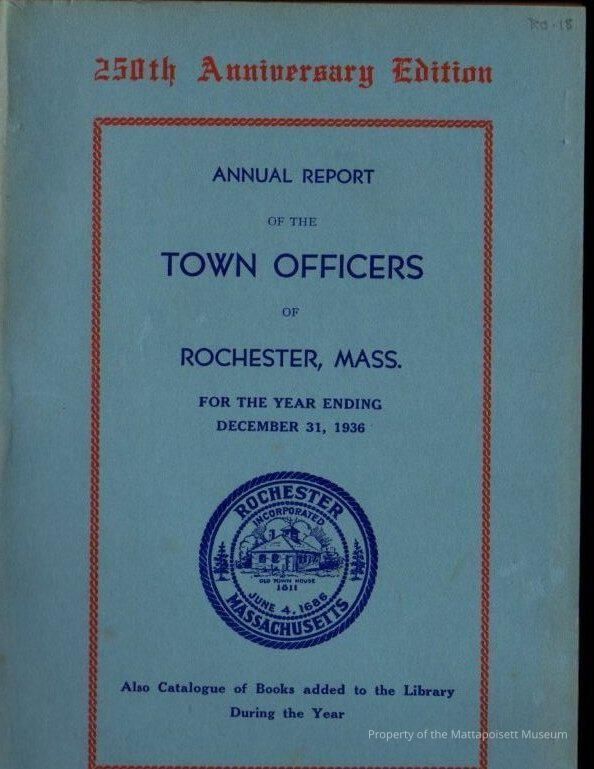 RO-18
250th Anniversary Edition
ANNUAL REPORT
OF THE
TOWN OFFICERS
OF
ROCHESTER, MASS.
FOR THE YEAR ENDING
DECEMBER 31, 1936
ROCHESTER
INCORPORATED
OLD TOWN HOUSE
1811
JUNE 4, 1686
MASSACHUSETTS
Also Catalogue of Books added to the Library
During the Year
Property of the Mattapoisett Museum